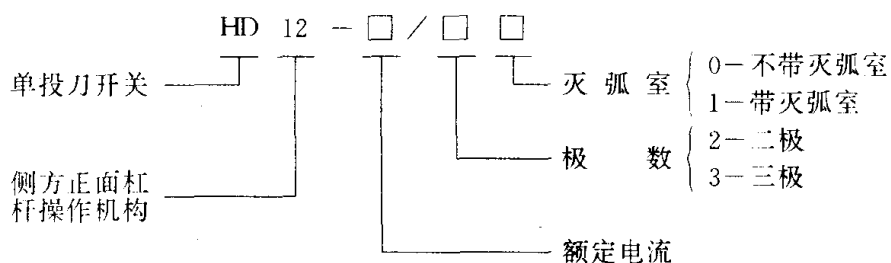 HD 12-□/□□
单投刀开关
侧方正面杠
杆操作机构
灭弧室
0-不带灭弧室
1-带灭弧室
极数
2-二极
3-三极
额定电流